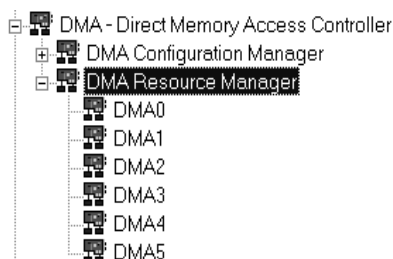 DMA - Direct Memory Access Controller
DMA Configuration Manager
DMA Resource Manager
DMA0
DMA1
DMA2
DMA3
DMA4
DMA5